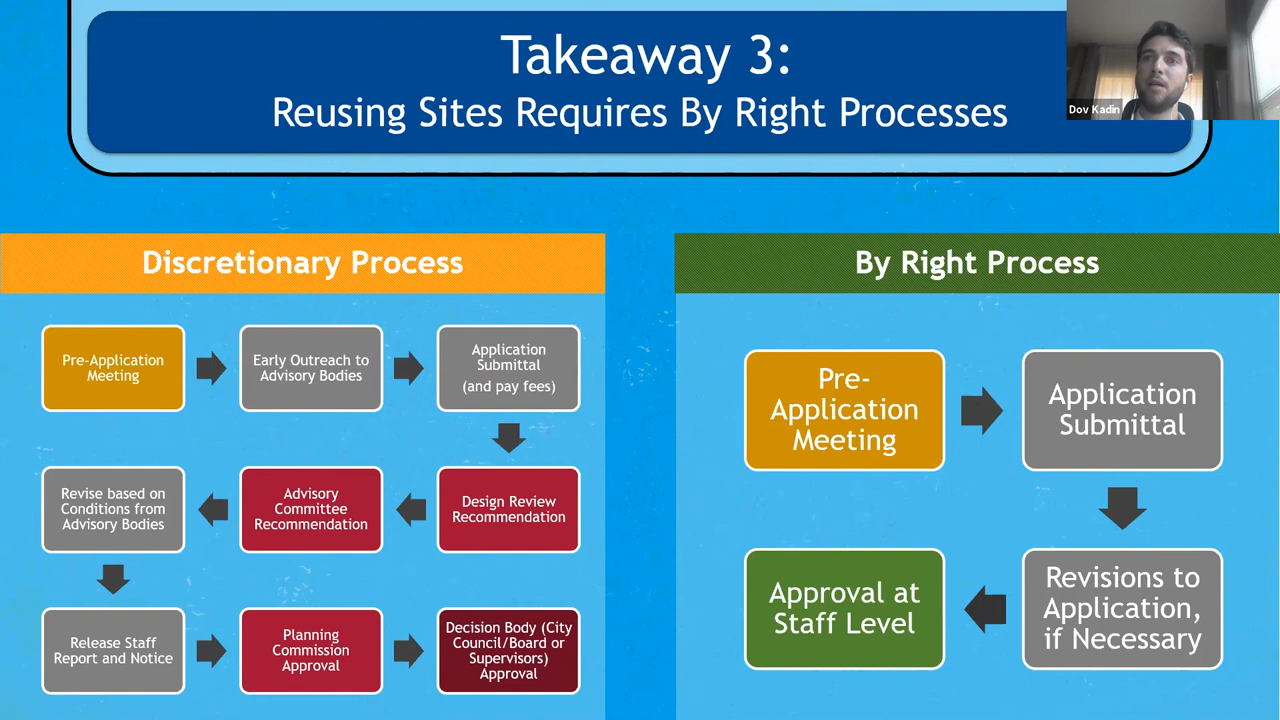 Takeaway 3:
Reusing Sites Requires By Right Processes
Dov Kadin
Discretionary Process
Pre-Application
Meeting
Early Outreach to
Advisory Bodies
Application
Submittal
(and pay fees)
Design Review
Recommendation
Advisory
Committee
Recommendation
Revise based on
Conditions from
Advisory Bodies
Release Staff
Report and Notice
Planning
Commission
Approval
Decision Body (City
Council/Board or
Supervisors)
Approval
By Right Process
Pre-
Application
Meeting
Application
Submittal
Revisions to
Application,
if Necessary
Approval at
Staff Level